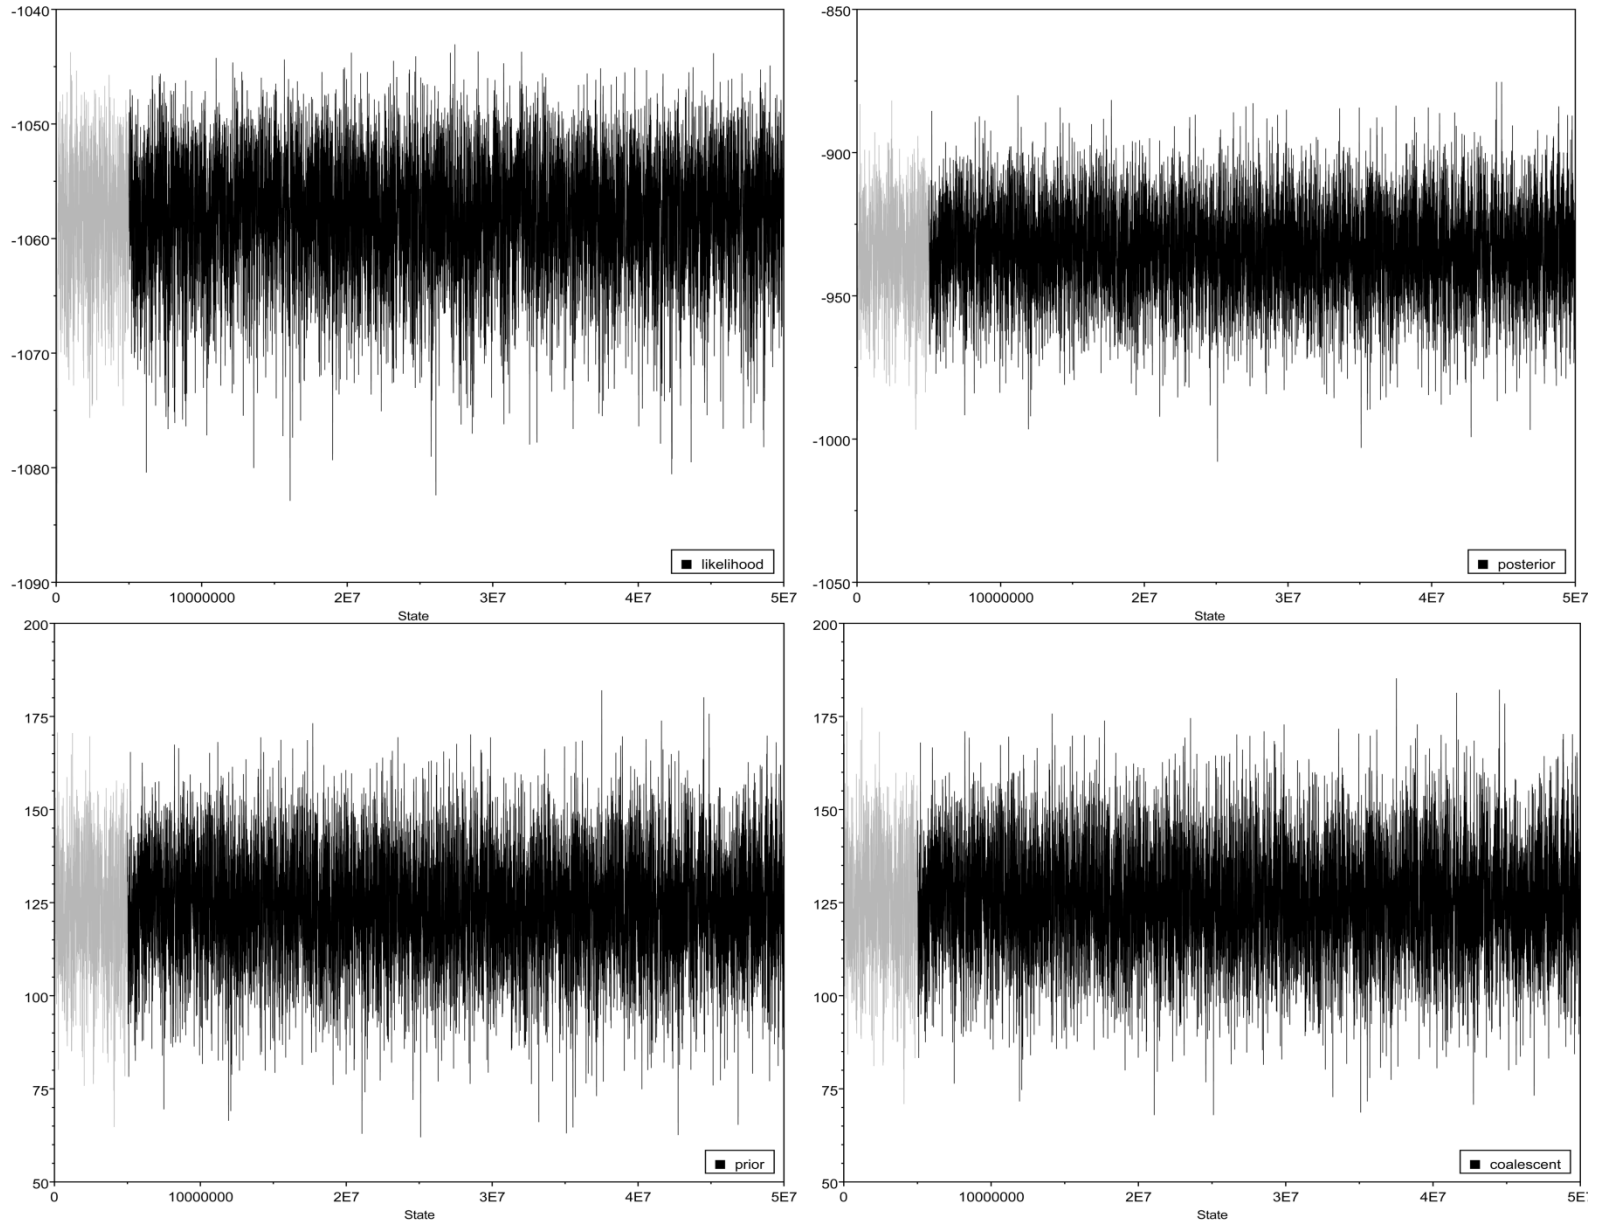 -1040
-1050
-1060
-1070
-1080
-1090
likelihood
0 10000000 2E7 3E7 4E7 5E7
State
-850
-900
-950
-1000
-1050
posterior
0 10000000 2E7 3E7 4E7 5E7
State
200
175
150
125
100
75
50
prior
0 10000000 2E7 3E7 4E7 5E7
State
200
175
150
125
100
75
50
coalescent
0 10000000 2E7 3E7 4E7 5E7
State